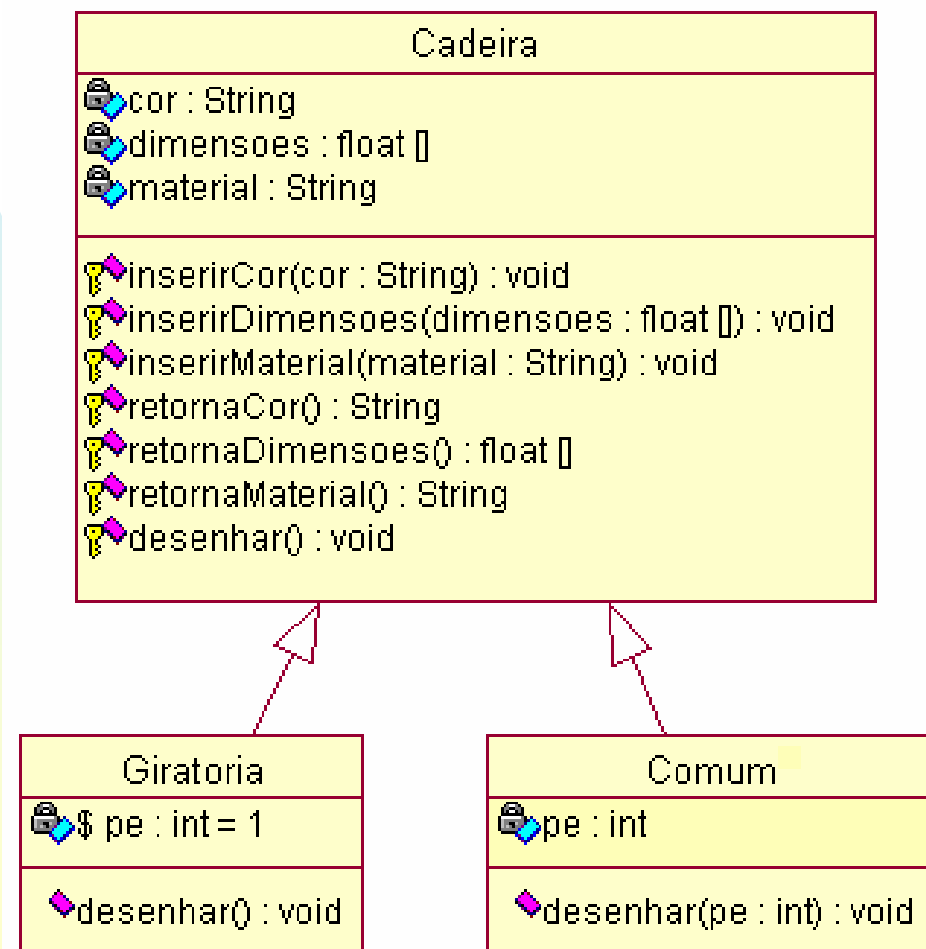 Cadeira
cor : String
dimensoes : float []
material : String
inserirCor(cor : String) : void
inserirDimensoes(dimensoes : float []) : void
inserirMaterial(material : String) : void
retornaCor() : String
retornaDimensoes() : float []
retornaMaterial() : String
desenhar() : void
Giratoria
$ pe : int = 1
desenhar() : void
Comum
pe : int
desenhar(pe : int) : void